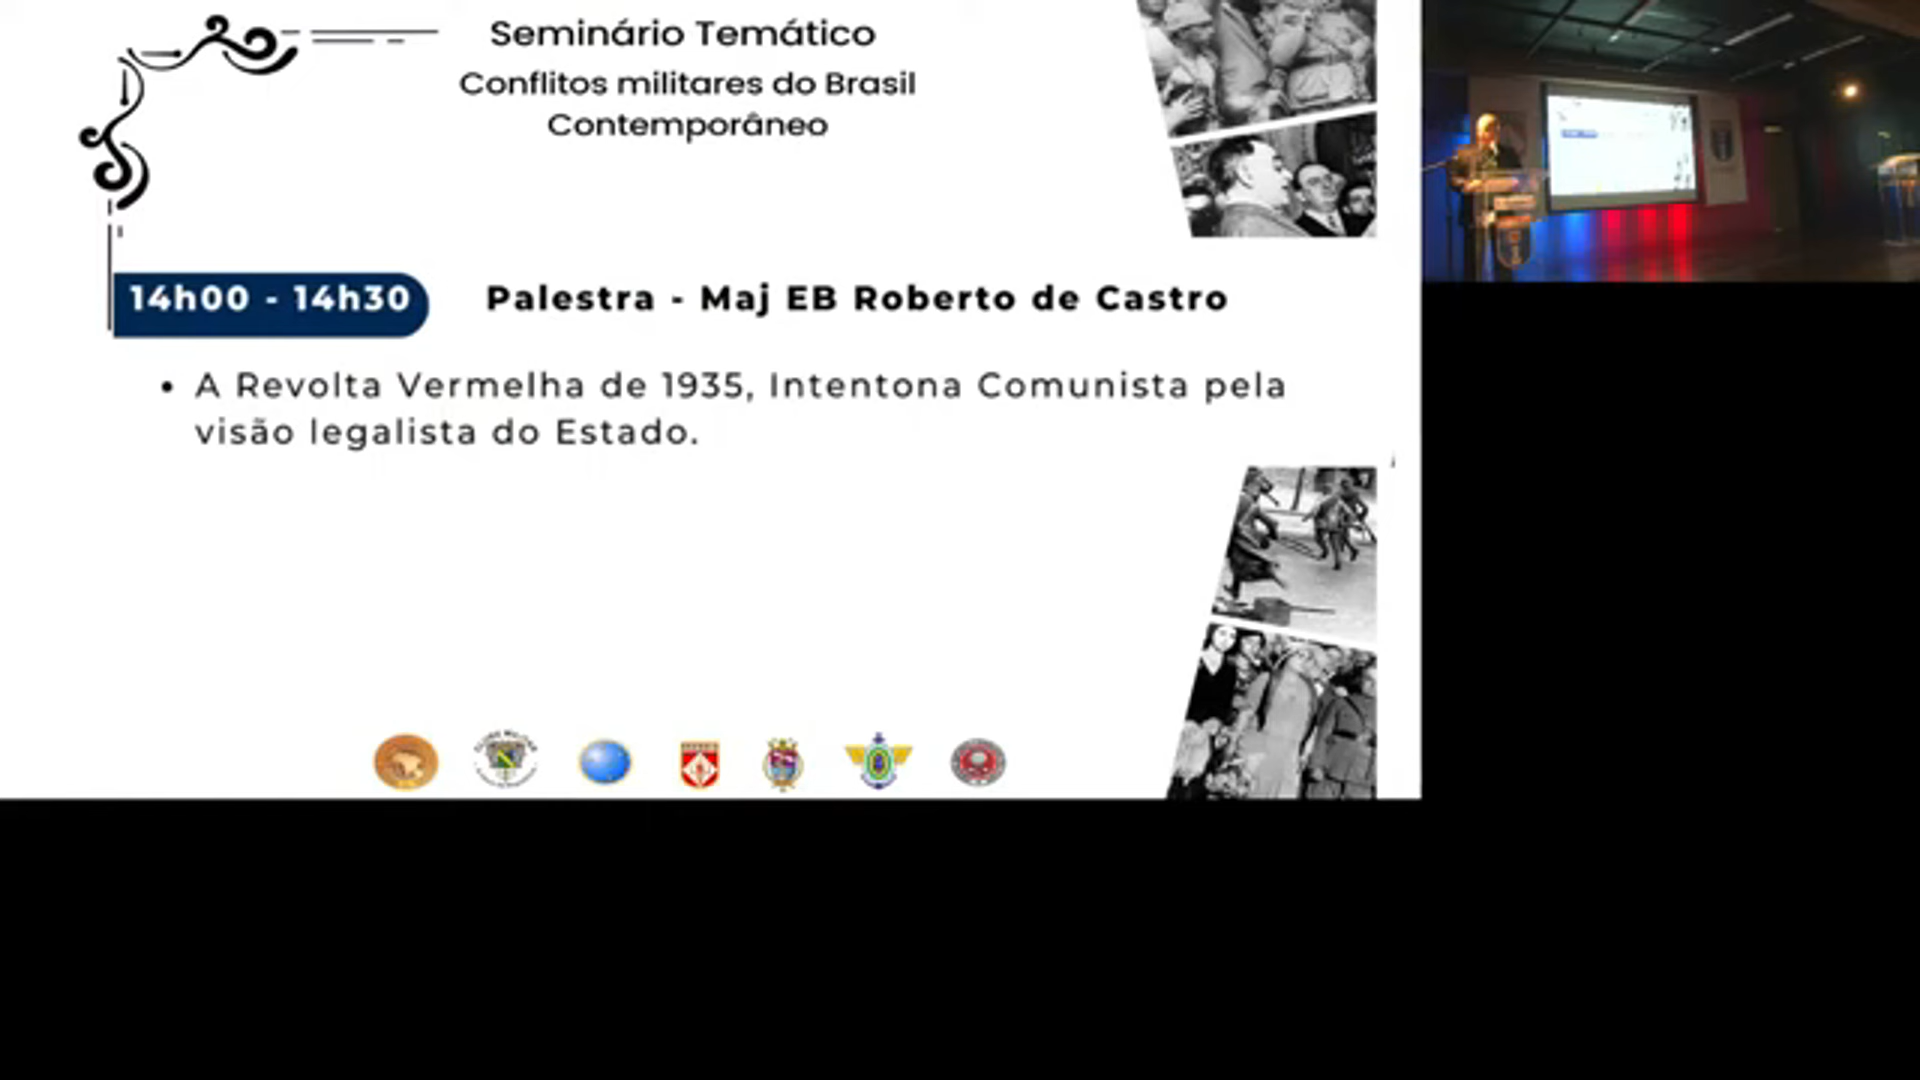 Seminário Temático
Conflitos militares do Brasil
Contemporâneo
14h00 - 14h30
Palestra - Maj EB Roberto de Castro
• A Revolta Vermelha de 1935, Intentona Comunista pela
visão legalista do Estado.